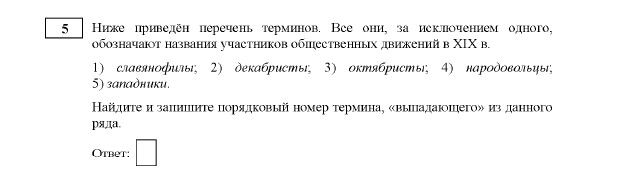 5
Ниже приведён перечень терминов. Все они, за исключением одного,
обозначают названия участников общественных движений в XIX в.
1) славянофилы; 2) декабристы; 3) октябристы; 4) народовольцы;
5) западники.
Найдите и запишите порядковый номер термина, «выпадающего» из данного
ряда.
Ответ: